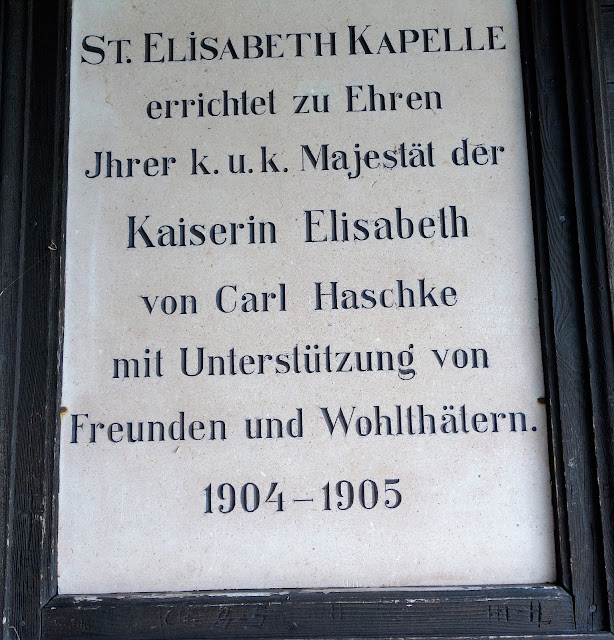 St. Elisabeth Kapelle
errichtet zu Ehren
Jhrer k. u. k. Majestät der
Kaiserin Elisabeth
von Carl Haschke
mit Unterstützung von
Freunden und Wohlthätern.
1904–1905